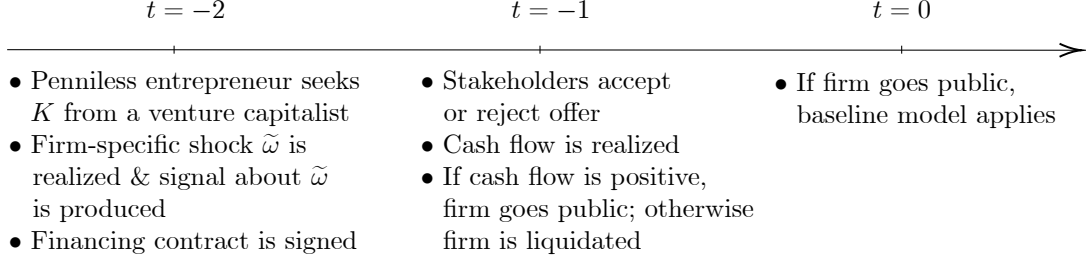 t = −2
t = −1
t = 0
• Penniless entrepreneur seeks
K from a venture capitalist
• Firm-specific shock ω̃ is
realized & signal about ω̃
is produced
• Financing contract is signed
• Stakeholders accept
or reject offer
• Cash flow is realized
• If cash flow is positive,
firm goes public; otherwise
firm is liquidated
• If firm goes public,
baseline model applies